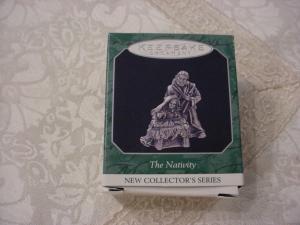 KEEPSAKE
ORNAMENT
The Nativity
NEW COLLECTOR'S SERIES